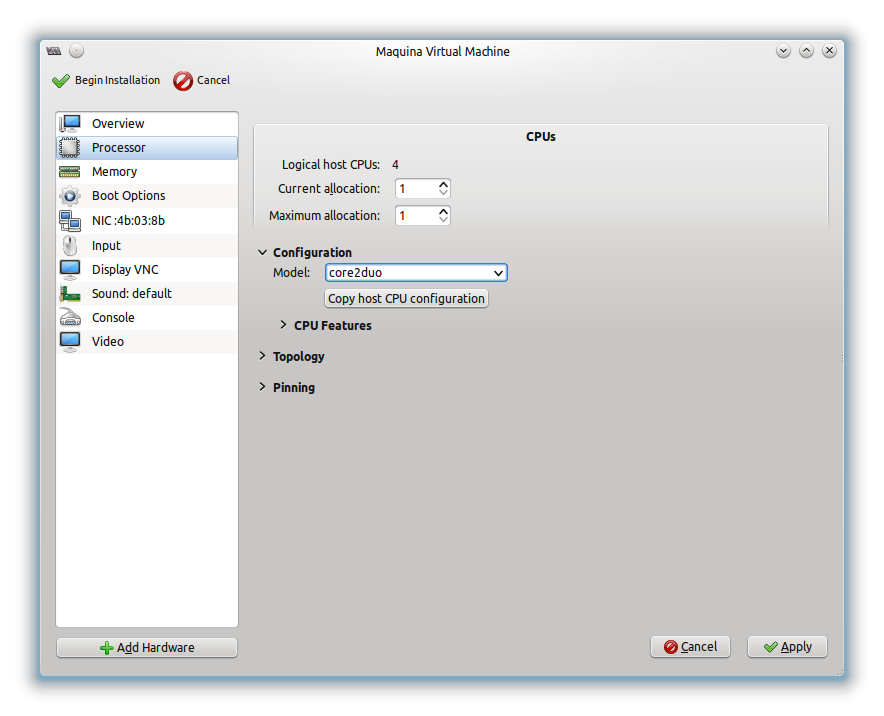 Maquina Virtual Machine
Begin Installation Cancel
Overview
Processor
Memory
Boot Options
NIC :4b:03:8b
Input
Display VNC
Sound: default
Console
Video
Add Hardware
CPUs
Logical host CPUs: 4
Current allocation: 1
Maximum allocation: 1
Configuration
Model: core2duo
Copy host CPU configuration
CPU Features
Topology
Pinning
Cancel Apply